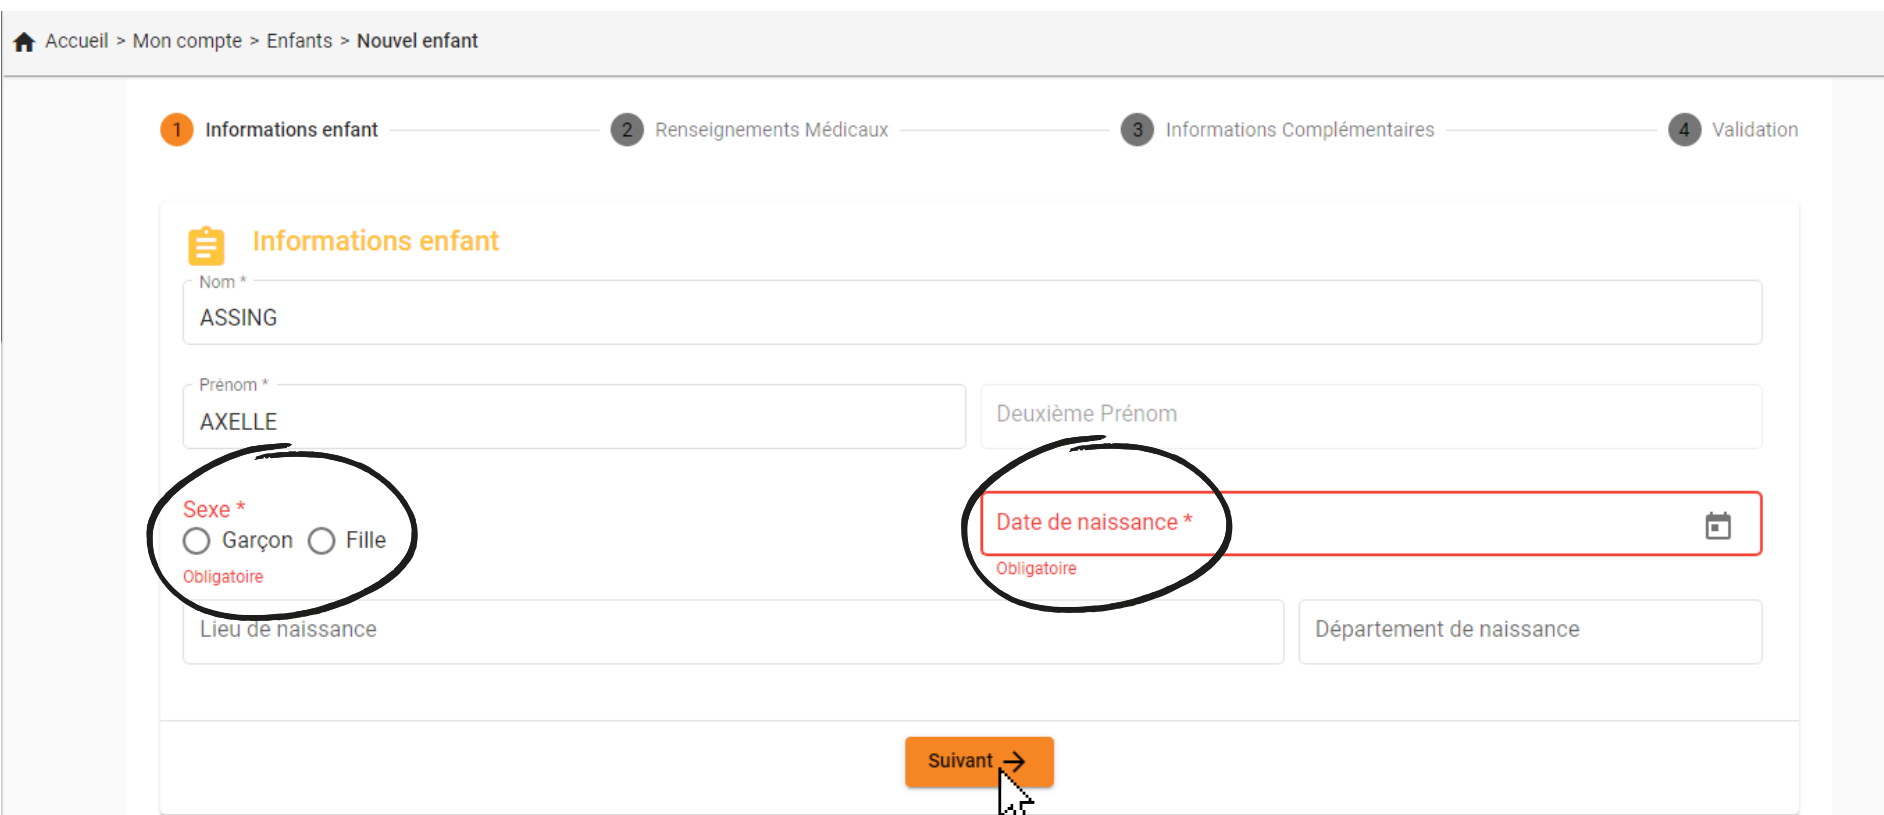 Accueil > Mon compte > Enfants > Nouvel enfant
1 Informations enfant 2 Renseignements Médicaux 3 Informations Complémentaires 4 Validation
Informations enfant
Nom *
ASSING
Prénom *
AXELLE
Deuxième Prénom
Sexe *
Garçon Fille
Obligatoire
Date de naissance *
Obligatoire
Lieu de naissance
Département de naissance
Suivant